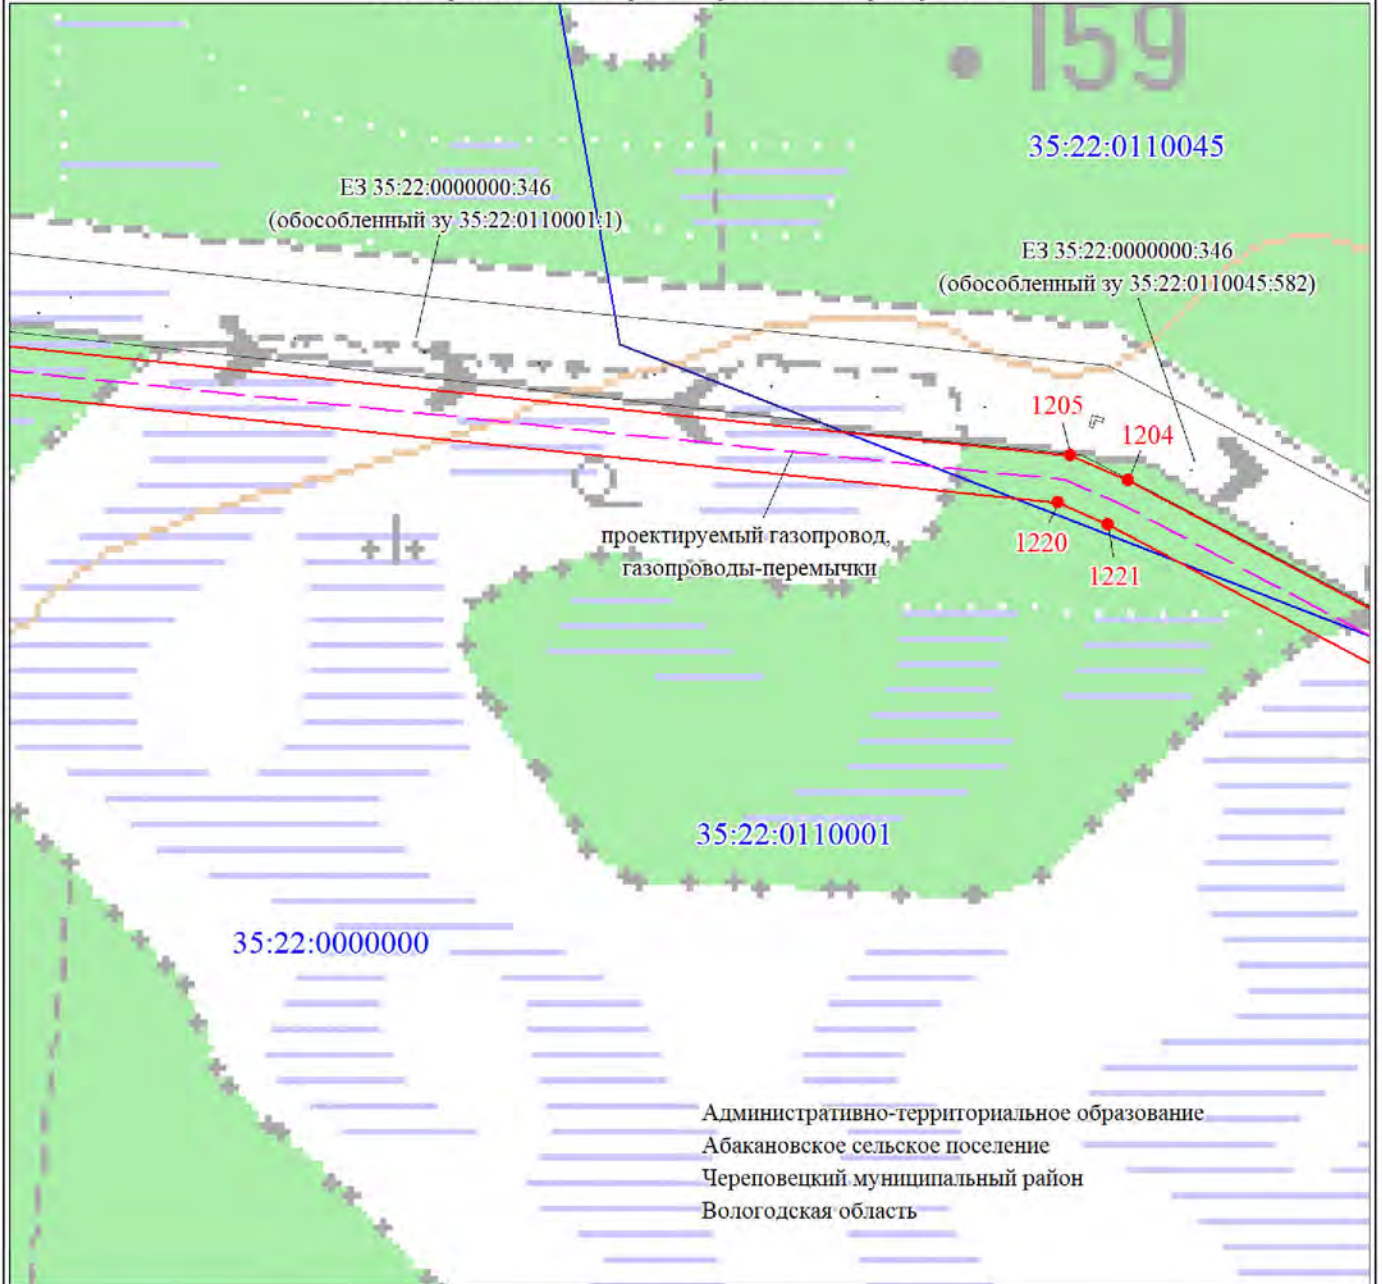 159
35:22:0110045
ЕЗ 35:22:0000000:346
(обособленный зу 35:22:0110001:1)
ЕЗ 35:22:0000000:346
(обособленный зу 35:22:0110045:582)
1205
1204
проектируемый газопровод,
газопроводы-перемычки
1220
1221
35:22:0110001
35:22:0000000
Административно-территориальное образование
Абакановское сельское поселение
Череповецкий муниципальный район
Вологодская область